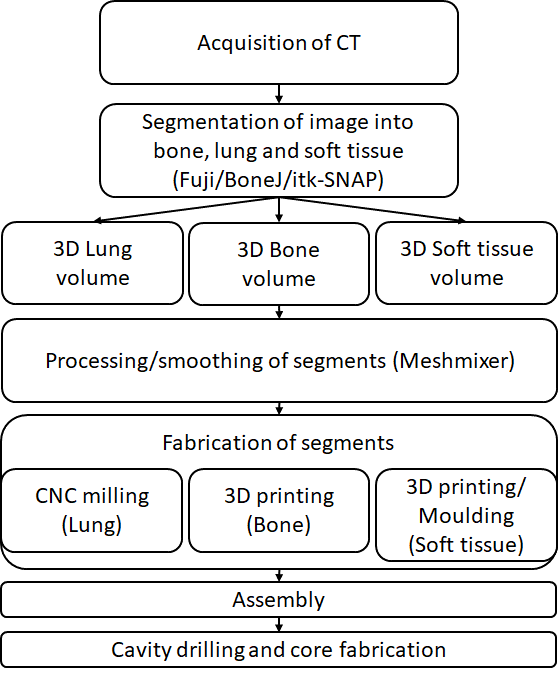 Acquisition of CT
Segmentation of image into
bone, lung and soft tissue
(Fuji/BoneJ/itk-SNAP)
3D Lung
volume
3D Bone
volume
3D Soft tissue
volume
Processing/smoothing of segments (Meshmixer)
Fabrication of segments
CNC milling
(Lung)
3D printing
(Bone)
3D printing/
Moulding
(Soft tissue)
Assembly
Cavity drilling and core fabrication